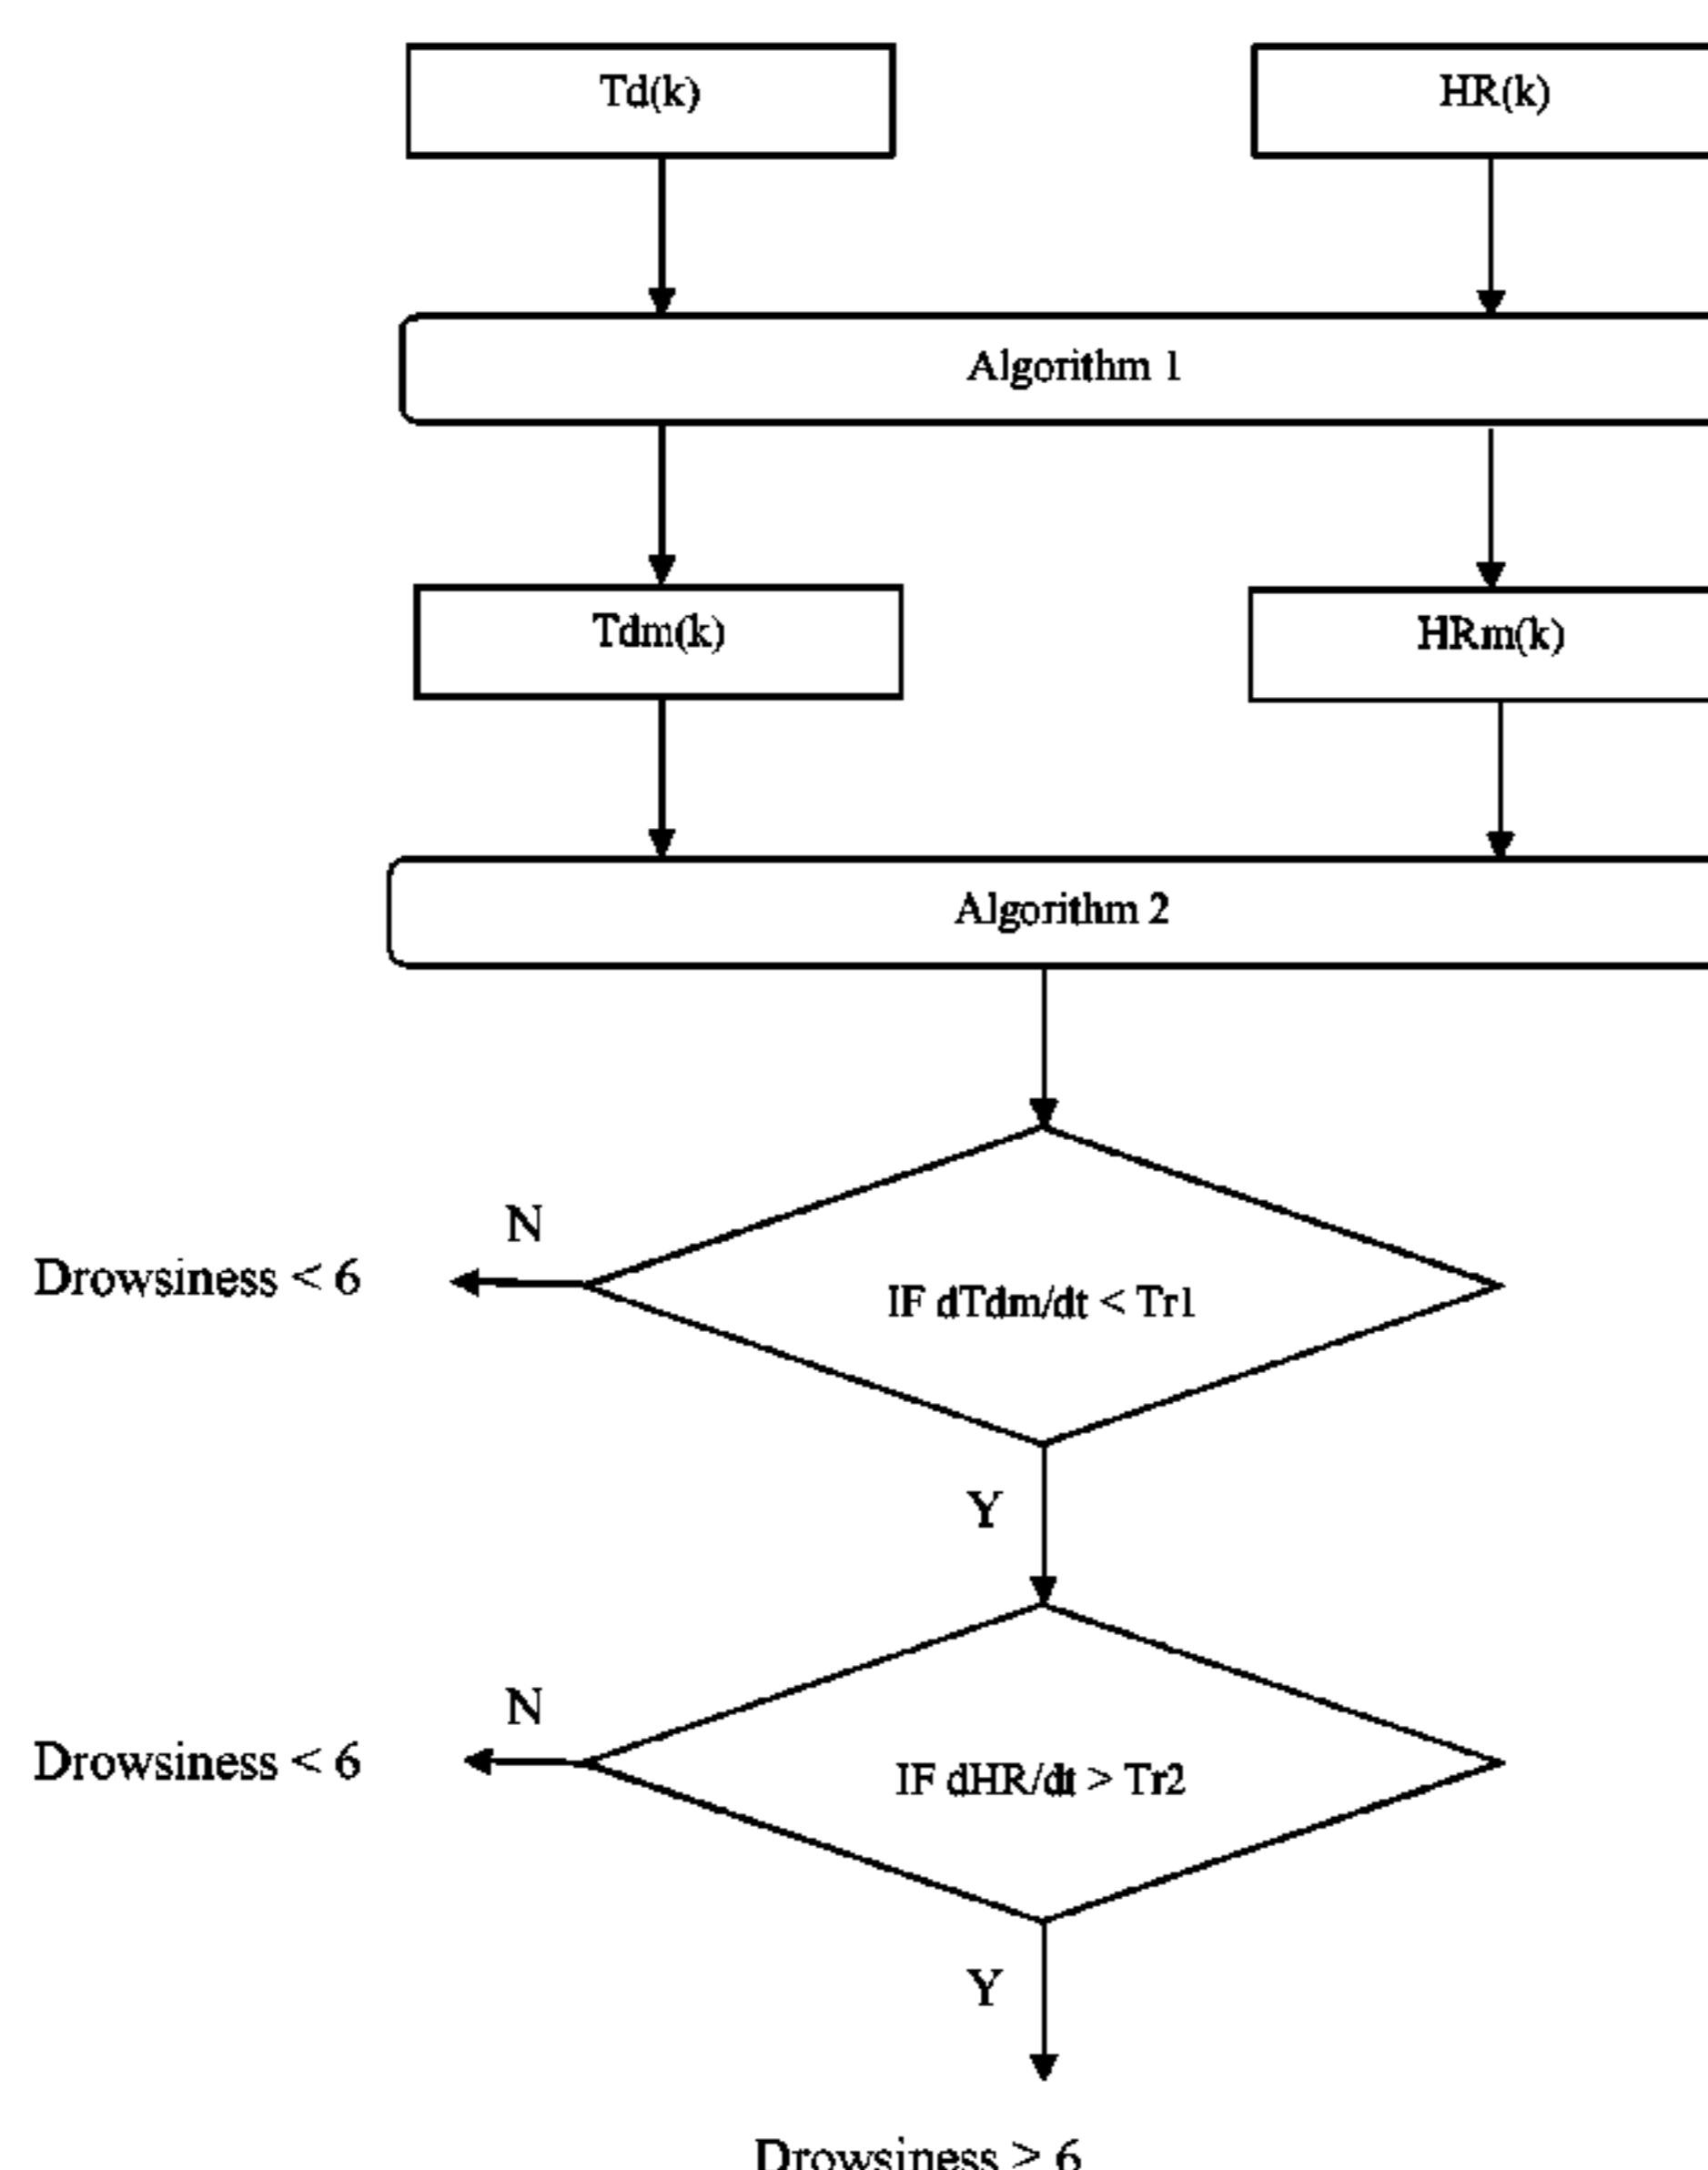 Td(k)
HR(k)
Algorithm 1
Tdm(k)
HRm(k)
Algorithm 2
N
Drowsiness < 6
IF dTdm/dt < Tr1
Y
N
Drowsiness < 6
IF dHR/dt > Tr2
Y
Drowsiness > 6